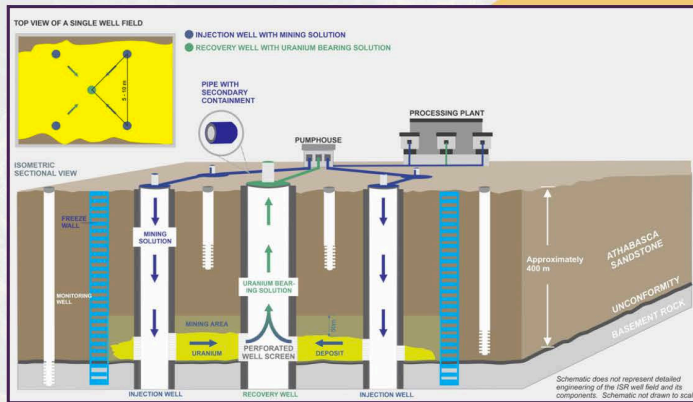 TOP VIEW OF A SINGLE WELL FIELD
INJECTION WELL WITH MINING SOLUTION
RECOVERY WELL WITH URANIUM BEARING SOLUTION
5 - 10 m
PIPE WITH
SECONDARY
CONTAINMENT
PROCESSING PLANT
PUMPHOUSE
ISOMETRIC
SECTIONAL VIEW
FREEZE
WALL
MINING
SOLUTION
URANIUM BEAR-
ING SOLUTION
MONITORING
WELL
MINING AREA
URANIUM
PERFORATED
WELL SCREEN
DEPOSIT
Approximately
400 m
ATHABASCA
SANDSTONE
UNCONFORMITY
BASEMENT ROCK
INJECTION WELL
RECOVERY WELL
INJECTION WELL
Schematic does not represent detailed
engineering of the ISR well field and its
components. Schematic not drawn to scal